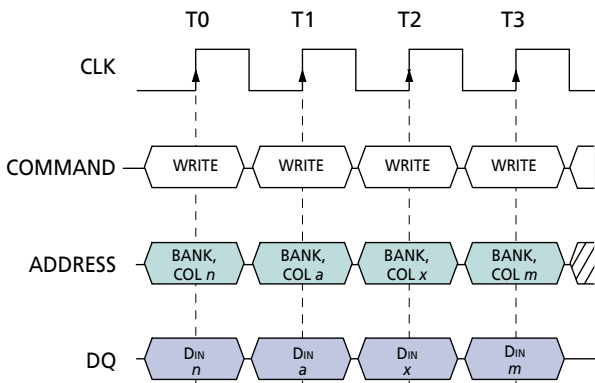 T0 T1 T2 T3
CLK
COMMAND WRITE WRITE WRITE WRITE
ADDRESS BANK, COL n BANK, COL a BANK, COL x BANK, COL m
DQ DIN n DIN a DIN x DIN m